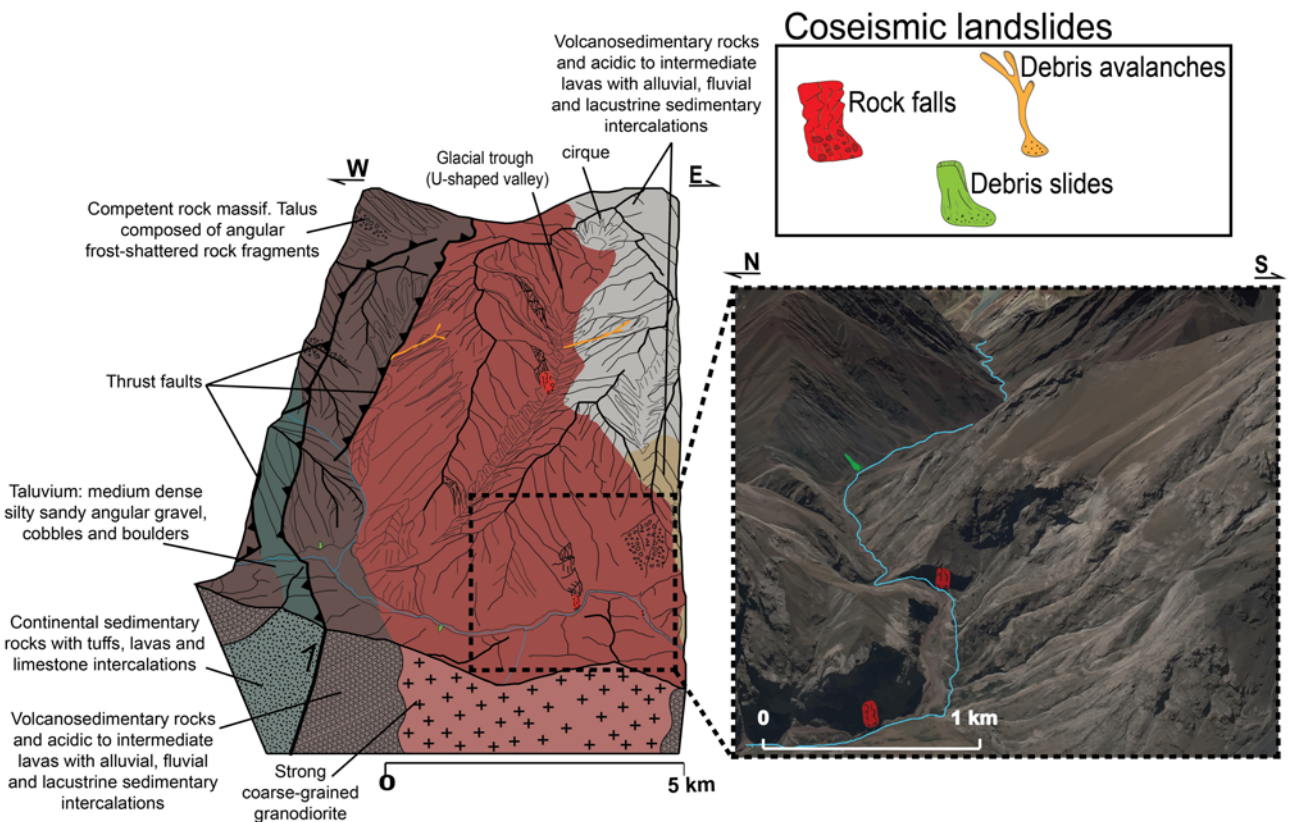 Coseismic landslides
Rock falls
Debris avalanches
Debris slides
Volcanosedimentary rocks
and acidic to intermediate
lavas with alluvial, fluvial
and lacustrine sedimentary
intercalations
W
Glacial trough
(U-shaped valley)
cirque
E
Competent rock massif. Talus
composed of angular
frost-shattered rock fragments
Thrust faults
Taluvium: medium dense
silty sandy angular gravel,
cobbles and boulders
Continental sedimentary
rocks with tuffs, lavas and
limestone intercalations
Volcanosedimentary rocks
and acidic to intermediate
lavas with alluvial, fluvial
and lacustrine sedimentary
intercalations
Strong
coarse-grained
granodiorite
0
5 km
N
S
0
1 km